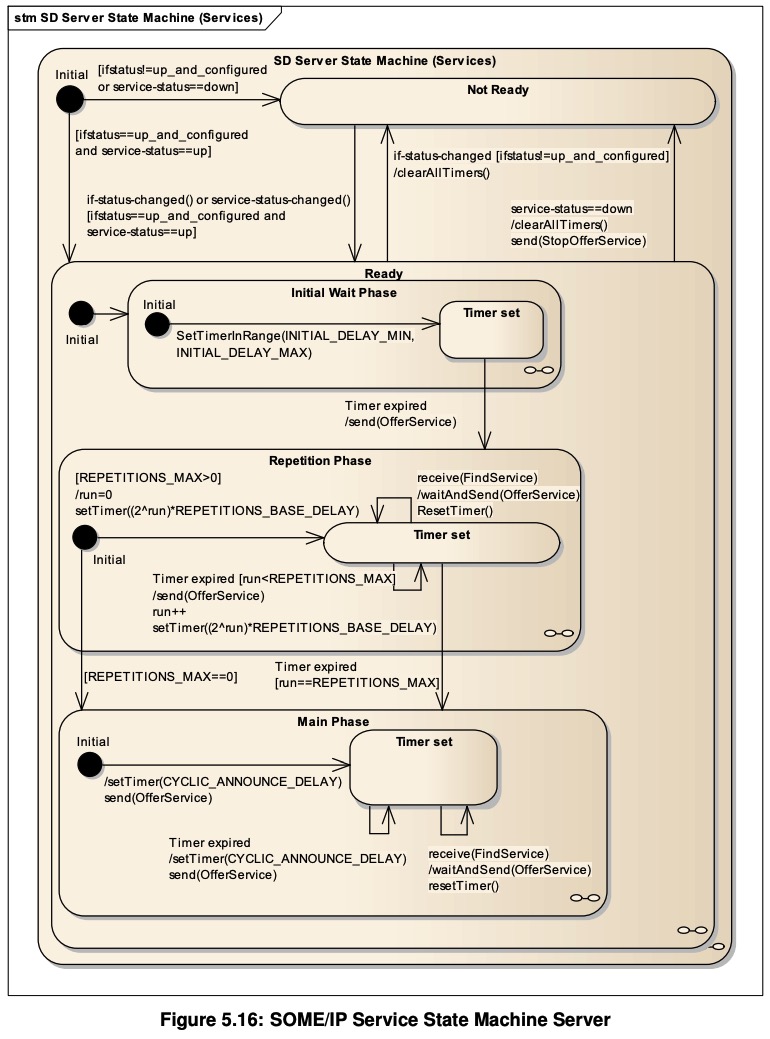 stm SD Server State Machine (Services)
SD Server State Machine (Services)
Initial
[ifstatus!=up_and_configured
or service-status==down]
Not Ready
[ifstatus==up_and_configured
and service-status==up]
if-status-changed [ifstatus!=up_and_configured]
/clearAllTimers()
if-status-changed() or service-status-changed()
[ifstatus==up_and_configured and
service-status==up]
service-status==down
/clearAllTimers()
send(StopOfferService)
Ready
Initial
Initial Wait Phase
Initial
SetTimerInRange(INITIAL_DELAY_MIN,
INITIAL_DELAY_MAX)
Timer set
Timer expired
/send(OfferService)
Repetition Phase
[REPETITIONS_MAX>0]
/run=0
setTimer((2^run)*REPETITIONS_BASE_DELAY)
receive(FindService)
/waitAndSend(OfferService)
ResetTimer()
Initial
Timer set
Timer expired [run<REPETITIONS_MAX]
/send(OfferService)
run++
setTimer((2^run)*REPETITIONS_BASE_DELAY)
[REPETITIONS_MAX==0]
Timer expired
[run==REPETITIONS_MAX]
Main Phase
Initial
Timer set
/setTimer(CYCLIC_ANNOUNCE_DELAY)
send(OfferService)
Timer expired
/setTimer(CYCLIC_ANNOUNCE_DELAY)
send(OfferService)
receive(FindService)
/waitAndSend(OfferService)
resetTimer()
Figure 5.16: SOME/IP Service State Machine Server